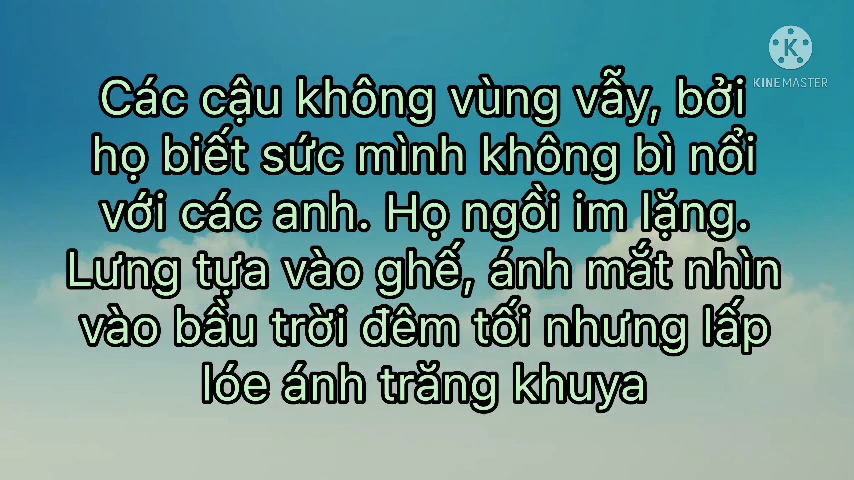 K
KINEMASTER
Các cậu không vùng vẫy, bởi
họ biết sức mình không bì nổi
với các anh. Họ ngồi im lặng.
Lưng tựa vào ghế, ánh mắt nhìn
vào bầu trời đêm tối nhưng lấp
lóe ánh trăng khuya